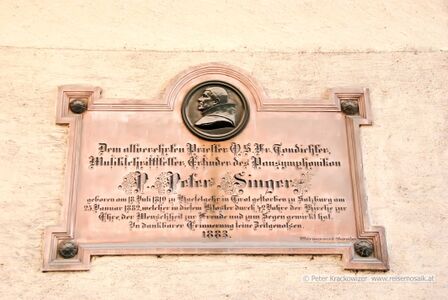 Dem allverehrten Priester O. S. Fr. Tondichter,
Musikschriftsteller, Erfinder des Pansymphonikon
P. Peter Singer
geboren am 18. Juli 1810 zu Haeselgehr in Tirol gestorben zu Salzburg am
25. Januar 1882, welcher in diesem Kloster durch 42 Jahre der Kirche zur
Ehre, der Menschheit zur Freude und zum Segen gewirkt hat.
In dankbarer Erinnerung seine Zeitgenossen.
1883.
© Peter Krackowizer www.reisemosaik.at